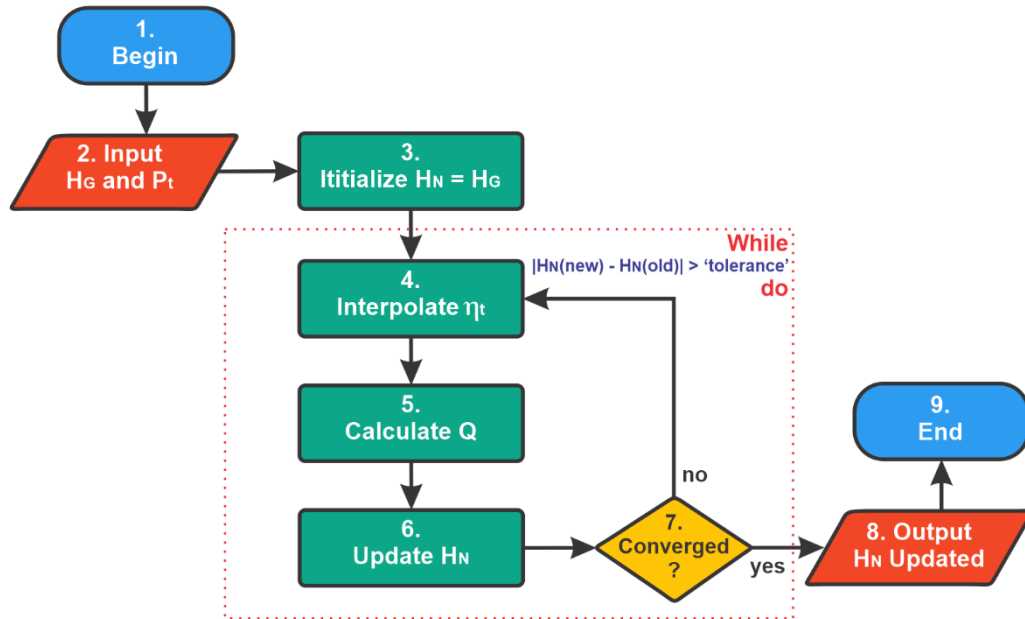 1.
Begin
2. Input
HG and Pt
3.
Ititialize HN = HG
While
|HN(new) - HN(old)| > ‘tolerance’
do
4.
Interpolate ηt
5.
Calculate Q
6.
Update HN
7.
Converged
?
no
yes
8. Output
HN Updated
9.
End